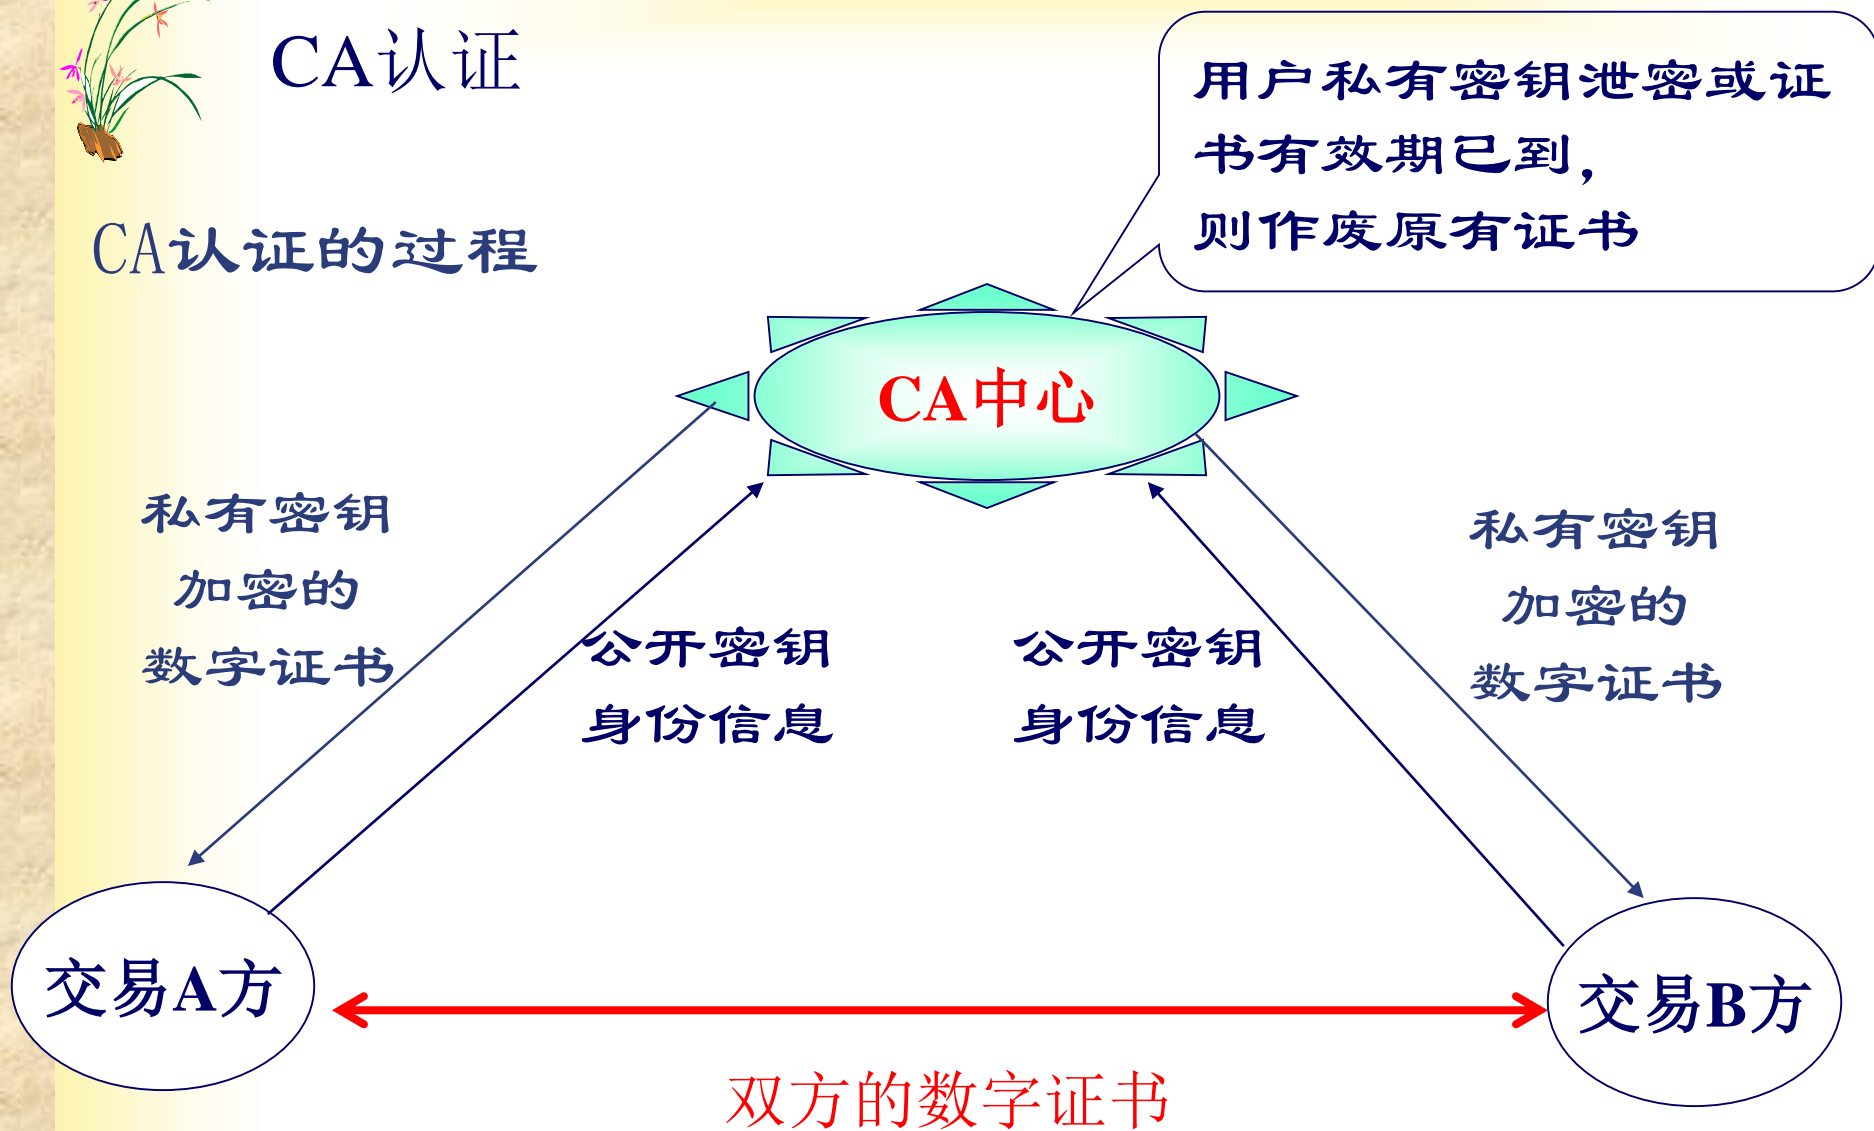 CA认证
用户私有密钥泄密或证
书有效期已到，
则作废原有证书
CA认证的过程
CA中心
私有密钥
加密的
数字证书
公开密钥
身份信息
公开密钥
身份信息
私有密钥
加密的
数字证书
交易A方
交易B方
双方的数字证书